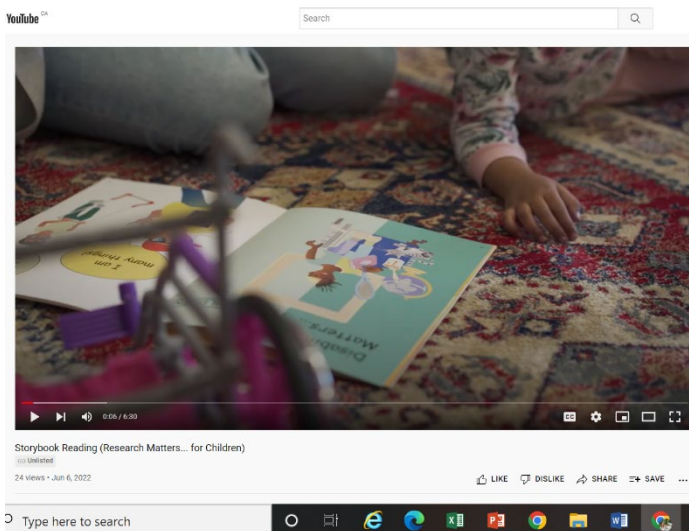 YouTube CA
Search
I am
many things!
Disability
Matters...
0:06 / 6:30
CC
Storybook Reading (Research Matters... for Children)
Unlisted
24 views • Jun 6, 2022
LIKE DISLIKE SHARE SAVE ...
Type here to search